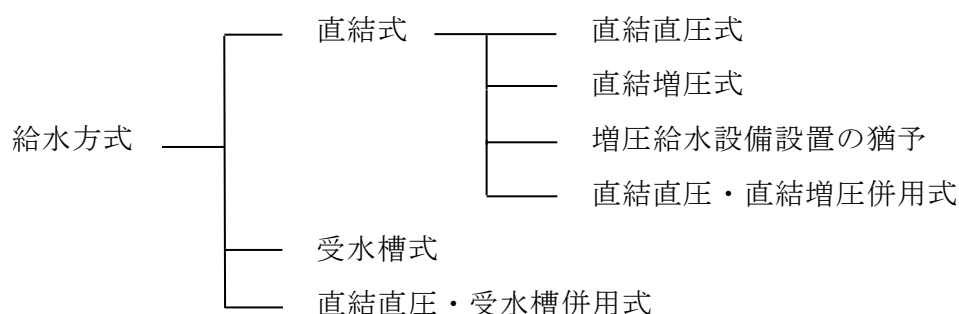 直結式
直結直圧式
直結増圧式
給水方式
増圧給水設備設置の猶予
直結直圧・直結増圧併用式
受水槽式
直結直圧・受水槽併用式